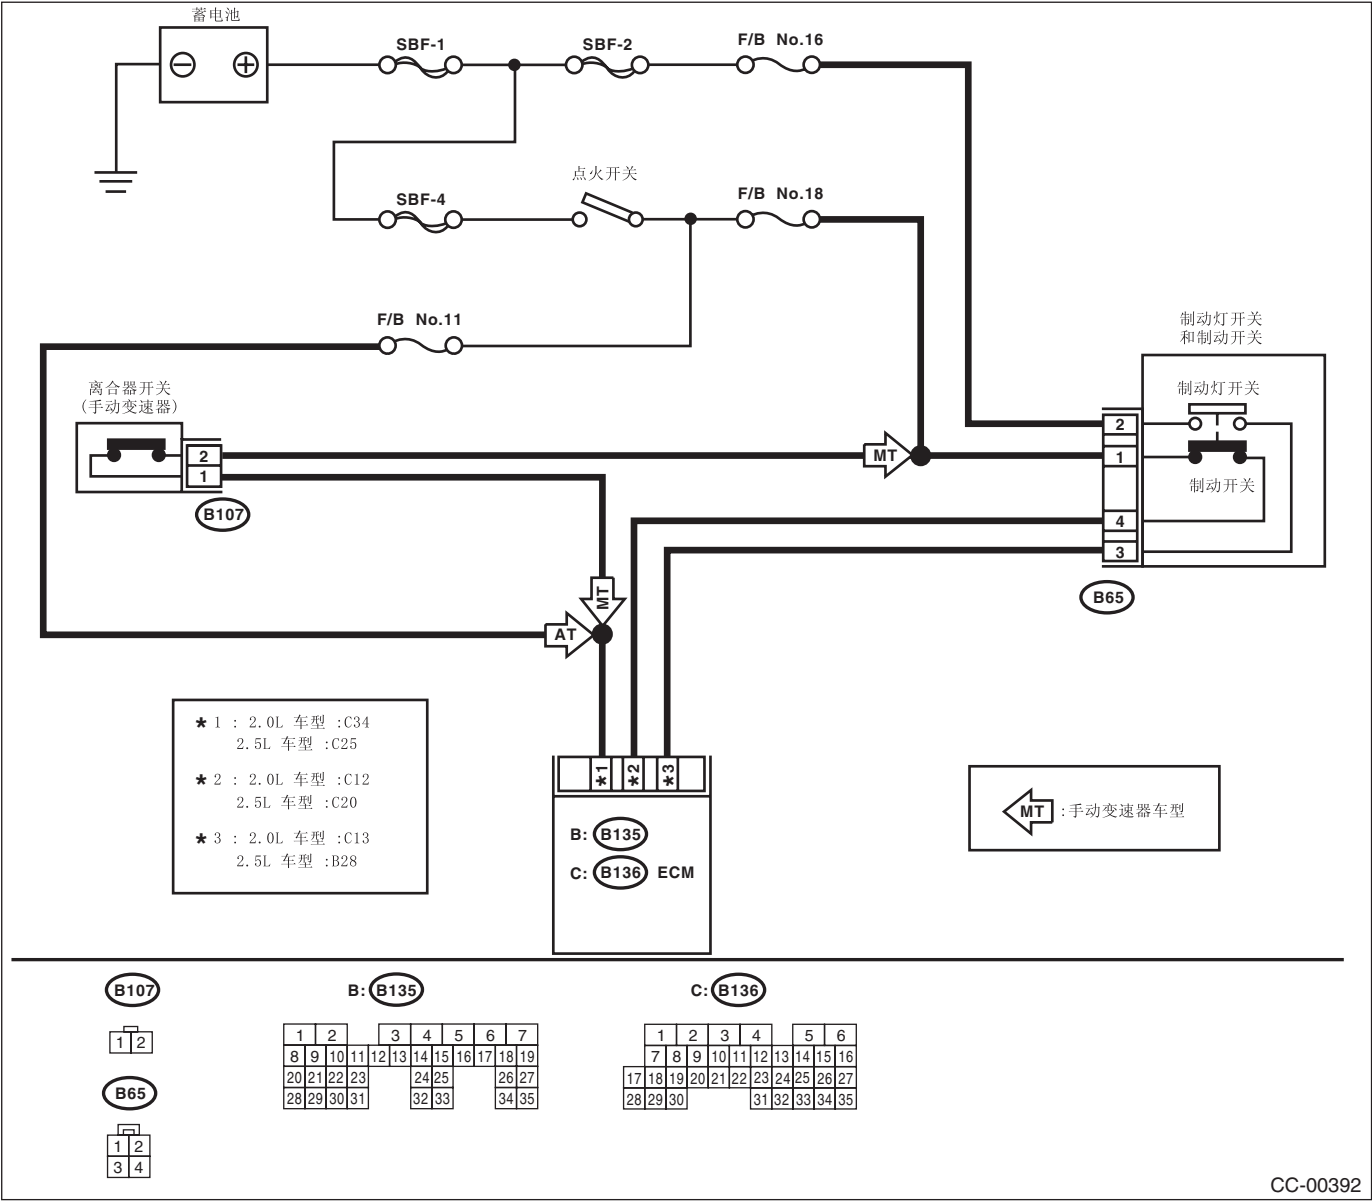 蓄电池
SBF-1
SBF-2
F/B No.16
SBF-4
点火开关
F/B No.18
F/B No.11
制动灯开关
和制动开关
离合器开关
(手动变速器)
制动灯开关
2
1
MT
2
1
制动开关
B107
4
3
B65
MT
AT
* 1 : 2.0L 车型 :C34
2.5L 车型 :C25
* 2 : 2.0L 车型 :C12
2.5L 车型 :C20
* 3 : 2.0L 车型 :C13
2.5L 车型 :B28
*1 *2 *3
B: B135
C: B136 ECM
MT :手动变速器车型
B107
1 2
B65
1 2
3 4
B: B135
1 2 3 4 5 6 7
8 9 10 11 12 13 14 15 16 17 18 19
20 21 22 23 24 25 26 27
28 29 30 31 32 33 34 35
C: B136
1 2 3 4 5 6
7 8 9 10 11 12 13 14 15 16
17 18 19 20 21 22 23 24 25 26 27
28 29 30 31 32 33 34 35
CC-00392